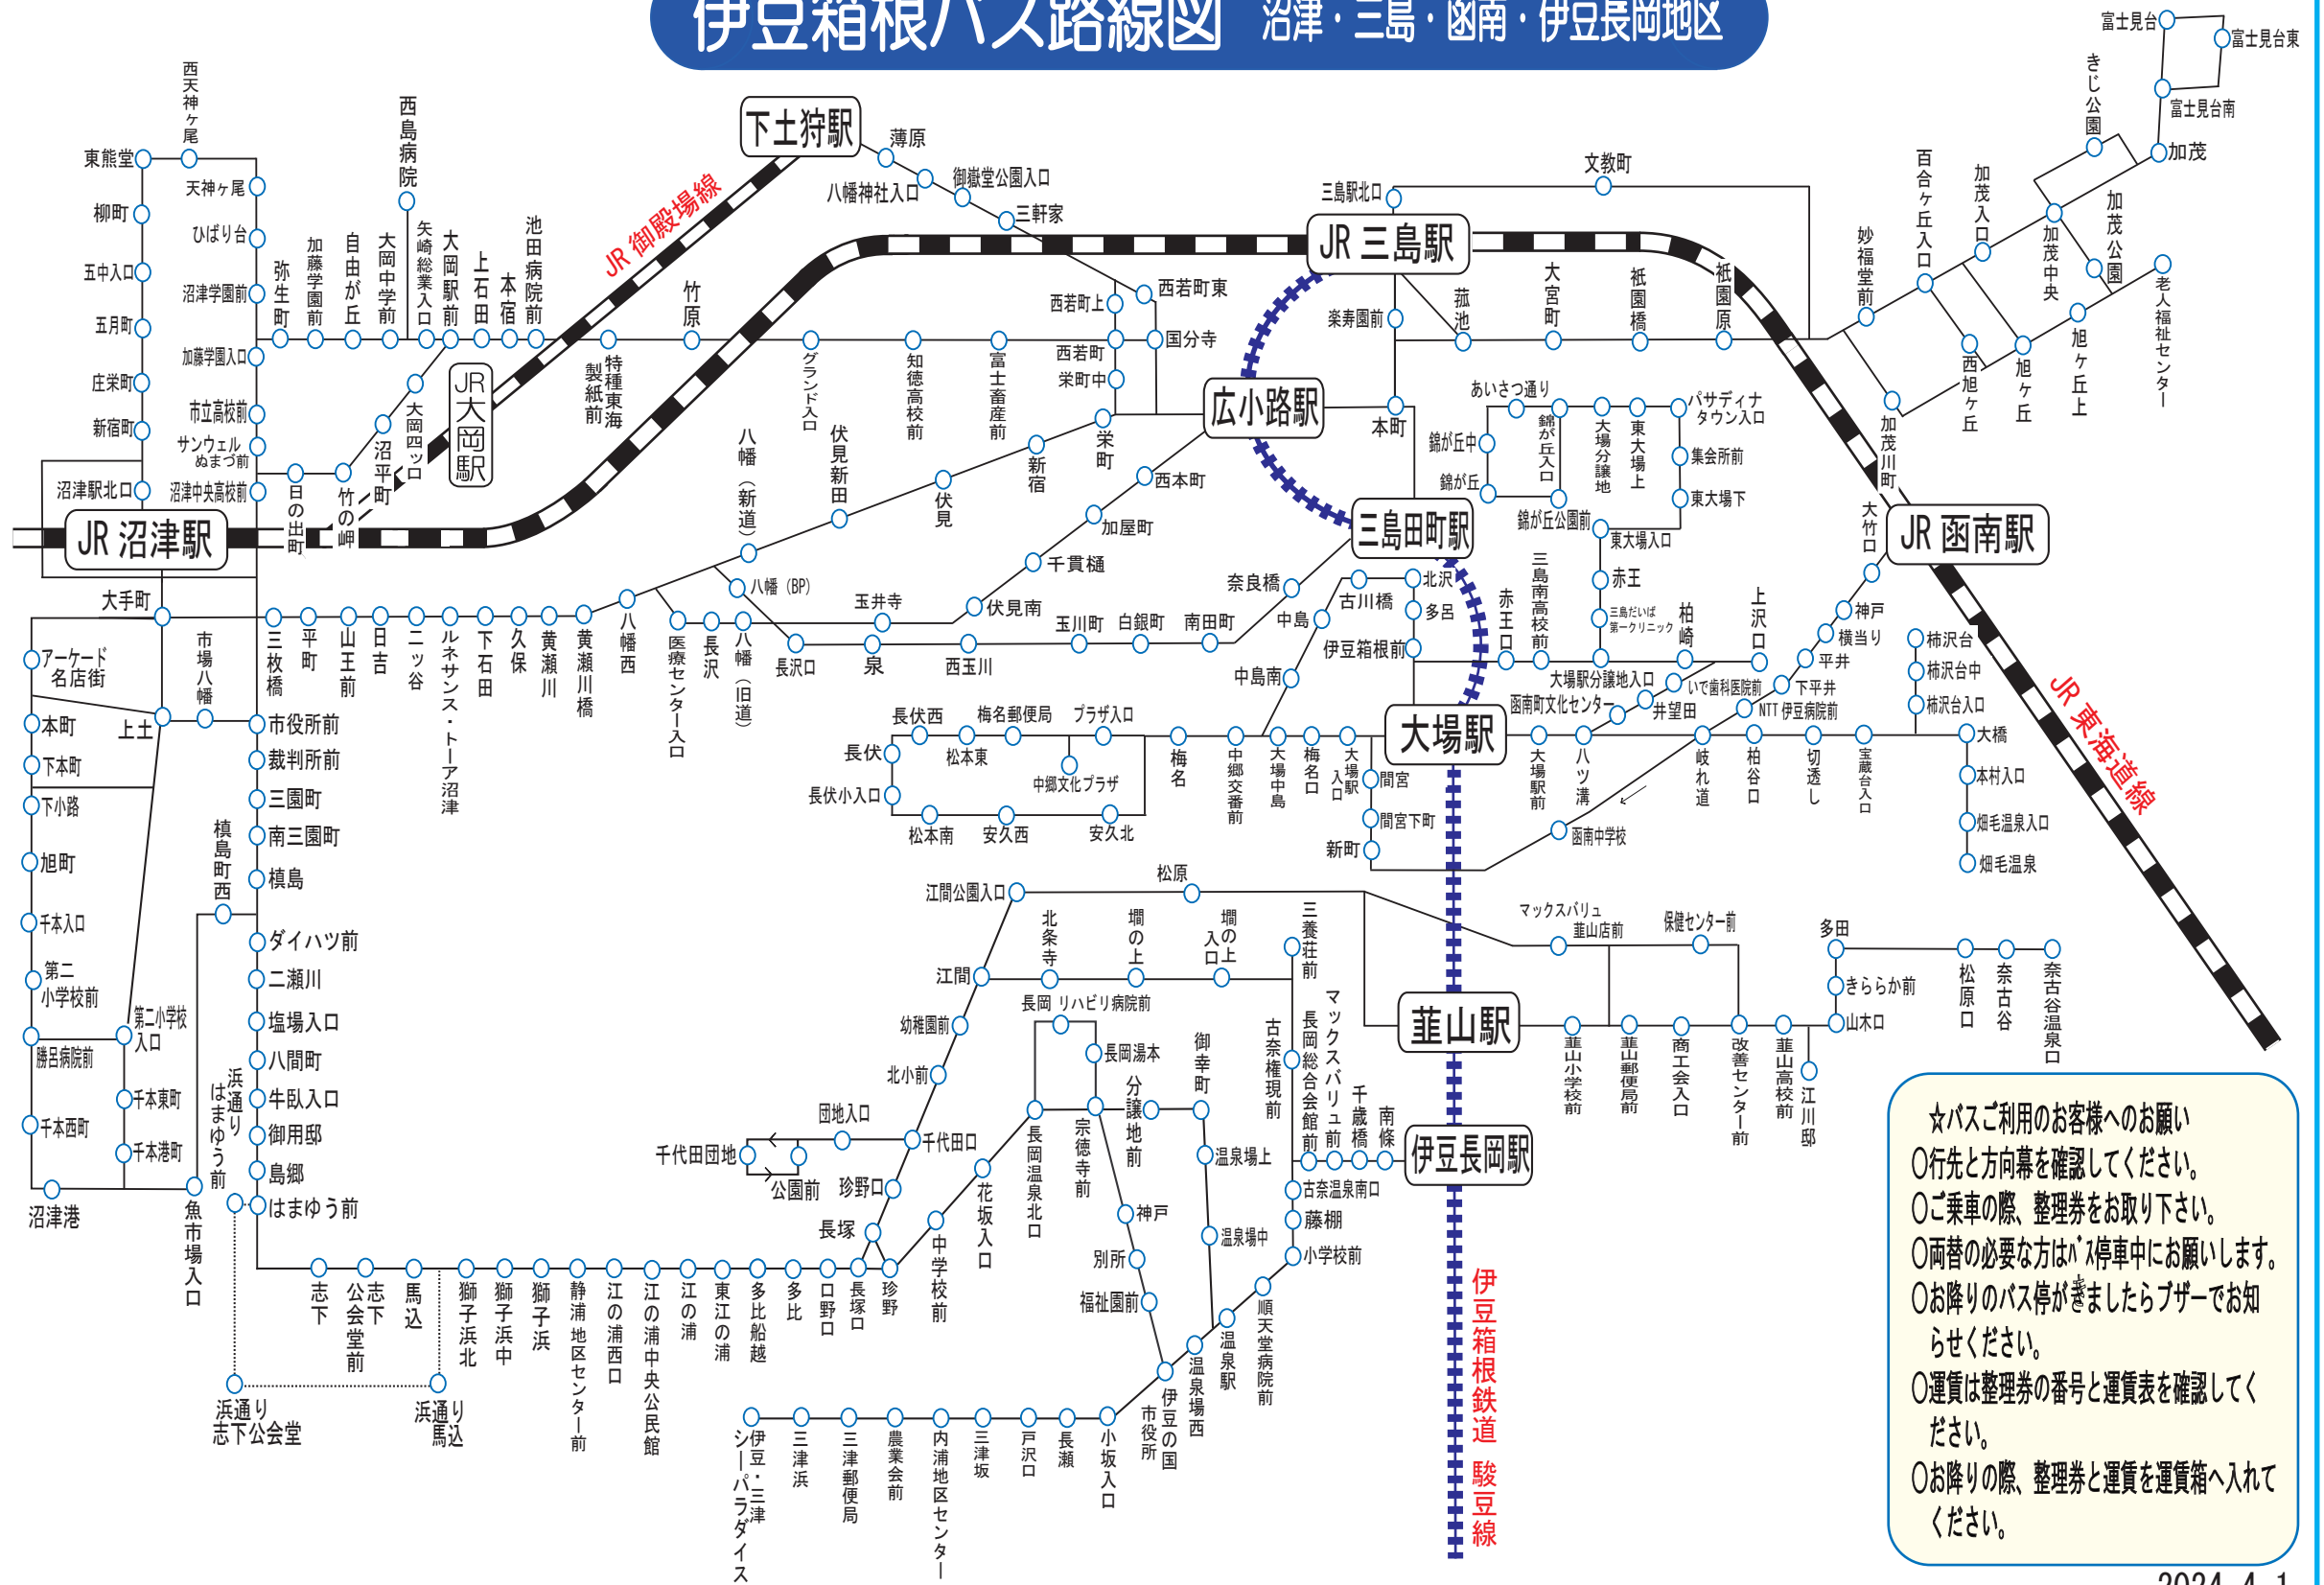 伊豆箱根バス路線図 沼津・三島・函南・伊豆長岡地区
西天神ヶ尾
東熊堂
柳町
五中入口
五月町
庄栄町
新宿町
沼津駅北口
JR 沼津駅
天神ヶ尾
ひばり台
沼津学園前
加藤学園入口
市立高校前
サンウェル
ぬまづ前
沼津中央高校前
弥生町
加藤学園前
自由が丘
大岡中学前
西島病院
矢崎総業入口
大岡駅前
上石田
本宿
池田病院前
特種東海
製紙前
竹原
グランド入口
知徳高校前
富士畜産前
西若町
国分寺
西若町上
西若町東
栄町中
栄町
日の出町
竹の岬
沼平町
大岡四ッ口
JR大岡駅
JR 御殿場線
下土狩駅
薄原
八幡神社入口
御嶽堂公園入口
三軒家
JR 三島駅
三島駅北口
文教町
楽寿園前
菰池
大宮町
祇園橋
祇園原
広小路駅
本町
三島田町駅
妙福堂前
百合ヶ丘入口
加茂入口
加茂中央
加茂公園
きじ公園
加茂
富士見台
富士見台東
富士見台南
老人福祉センター
旭ヶ丘上
旭ヶ丘
西旭ヶ丘
加茂川町
大竹口
JR 函南駅
JR 東海道線
あいさつ通り
錦が丘中
錦が丘
錦が丘入口
錦が丘公園前
大場分譲地
東大場上
パサディナ
タウン入口
集会所前
東大場下
東大場入口
赤王
三島だいば
第一クリニック
柏崎
上沢口
三島南高校前
赤王口
大場駅分譲地入口
北沢
多呂
伊豆箱根前
古川橋
中島
中島南
奈良橋
西本町
加屋町
千貫樋
伏見南
玉井寺
新宿
伏見
伏見新田
八幡(新道)
八幡(BP)
八幡(旧道)
長沢
医療センター入口
長沢口
泉
西玉川
玉川町
白銀町
南田町
八幡西
黄瀬川橋
黄瀬川
久保
下石田
ルネサンス・トーア沼津
二ッ谷
日吉
山王前
平町
三枚橋
大手町
市場八幡
上土
アーケード
名店街
本町
下本町
下小路
旭町
千本入口
第二
小学校前
勝呂病院前
千本西町
沼津港
第二小学校
入口
千本東町
千本港町
魚市場入口
槙島町西
市役所前
裁判所前
三園町
南三園町
槙島
ダイハツ前
二瀬川
塩場入口
八間町
牛臥入口
御用邸
島郷
はまゆう前
浜通り
はまゆう前
浜通り
志下公会堂
浜通り
馬込
志下
志下
公会堂前
馬込
獅子浜北
獅子浜中
獅子浜
静浦 地区センター前
江の浦西口
江の浦中央公民館
江の浦
東江の浦
多比船越
多比
口野口
長塚口
珍野
長塚
珍野口
千代田口
団地入口
千代田団地
公園前
北小前
幼稚園前
江間
江間公園入口
松原
北条寺
墹の上
墹の上
入口
三養荘前
古奈権現前
長岡総合会館前
マックスバリュ前
千歳橋
南條
伊豆長岡駅
古奈温泉南口
藤棚
小学校前
順天堂病院前
温泉駅
温泉場西
伊豆の国
市役所
小坂入口
長瀬
戸沢口
三津坂
内浦地区センター
農業会前
三津郵便局
三津浜
伊豆・三津
シーパラダイス
中学校前
花坂入口
長岡温泉北口
長岡 リハビリ病院前
長岡湯本
宗徳寺前
分譲地前
御幸町
温泉場上
温泉場中
神戸
別所
福祉園前
長伏
長伏西
松本東
梅名郵便局
プラザ入口
中郷文化プラザ
長伏小入口
松本南
安久西
安久北
梅名
中郷交番前
大場中島
梅名口
大場駅
入口
大場駅
間宮
間宮下町
新町
大場駅前
八ツ溝
函南町文化センター
井望田
いで歯科医院前
岐れ道
NTT 伊豆病院前
下平井
平井
横当り
神戸
函南中学校
柏谷口
切透し
宝蔵台入口
柿沢台
柿沢台中
柿沢台入口
大橋
本村入口
畑毛温泉入口
畑毛温泉
韮山駅
マックスバリュ
韮山店前
保健センター前
韮山小学校前
韮山郵便局前
商工会入口
改善センター前
韮山高校前
江川邸
山木口
きららか前
多田
松原口
奈古谷
奈古谷温泉口
伊豆箱根鉄道 駿豆線
☆バスご利用のお客様へのお願い
○行先と方向幕を確認してください。
○ご乗車の際、整理券をお取り下さい。
○両替の必要な方はバス停車中にお願いします。
○お降りのバス停がきましたらブザーでお知
らせください。
○運賃は整理券の番号と運賃表を確認してく
ださい。
○お降りの際、整理券と運賃を運賃箱へ入れて
ください。
2024.4.1